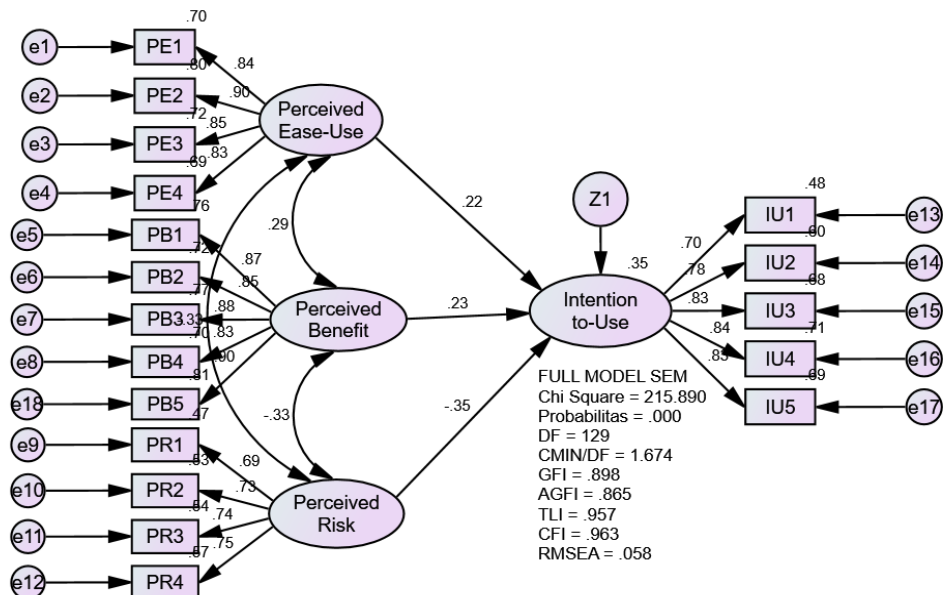 .70
e1
PE1
.84
.80
e2
PE2
.90
Perceived
Ease-Use
.72
e3
PE3
.85
.83
.69
e4
PE4
.76
e5
PB1
.29
.22
Z1
.48
IU1
e13
.70
.60
.72
.87
e6
PB2
.85
.35
.78
IU2
e14
.68
.77
e7
PB3
.88
Perceived
Benefit
.23
Intention
to-Use
.83
IU3
e15
.71
.70
.83
e8
PB4
.90
.84
IU4
e16
.69
.81
e18
PB5
-.33
-.35
IU5
e17
.47
e9
PR1
.69
.53
e10
PR2
.73
Perceived
Risk
.54
e11
PR3
.74
.75
.57
e12
PR4
FULL MODEL SEM
Chi Square = 215.890
Probabilitas = .000
DF = 129
CMIN/DF = 1.674
GFI = .898
AGFI = .865
TLI = .957
CFI = .963
RMSEA = .058